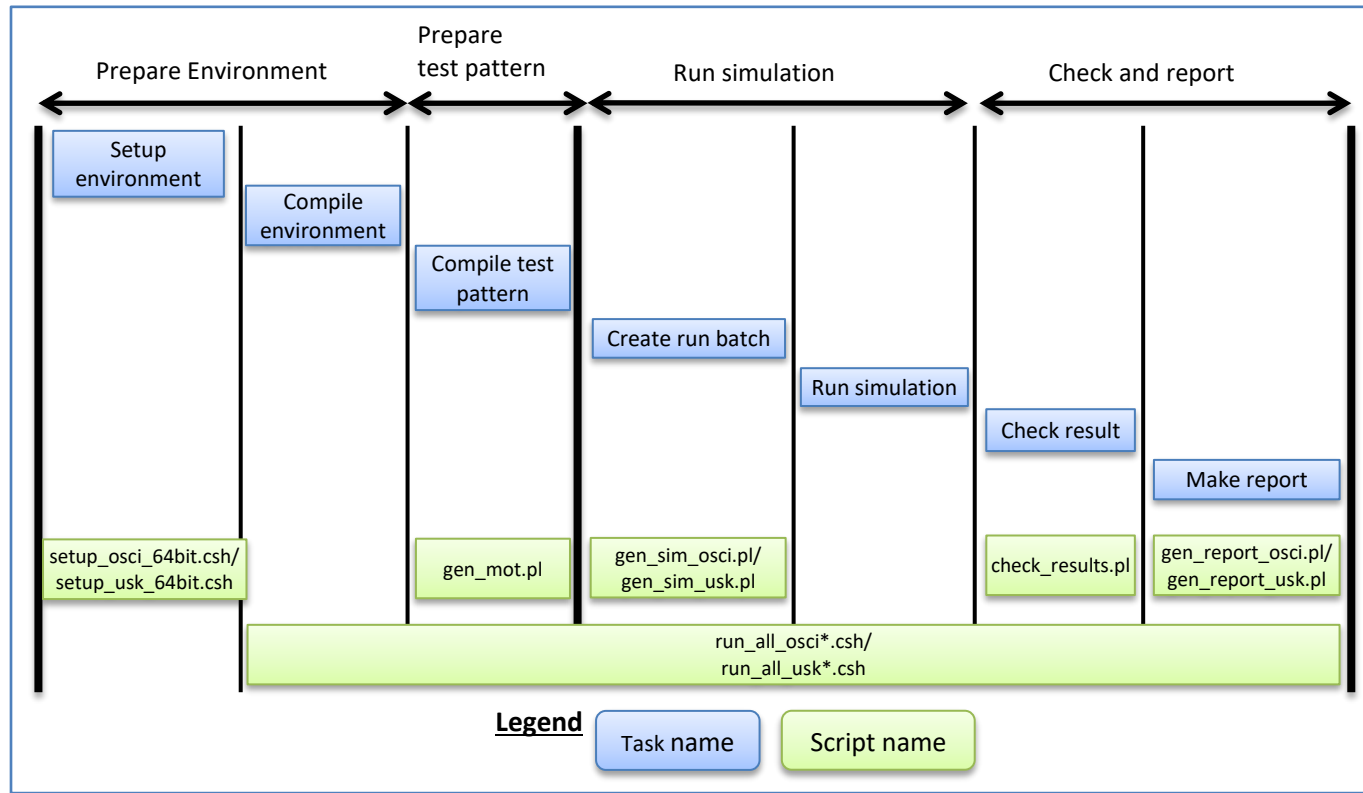 Prepare Environment
Prepare
test pattern
Run simulation
Check and report
Setup
environment
Compile
environment
Compile test
pattern
Create run batch
Run simulation
Check result
Make report
setup_osci_64bit.csh/
setup_usk_64bit.csh
gen_mot.pl
gen_sim_osci.pl/
gen_sim_usk.pl
check_results.pl
gen_report_osci.pl/
gen_report_usk.pl
run_all_osci*.csh/
run_all_usk*.csh
Legend
Task name
Script name